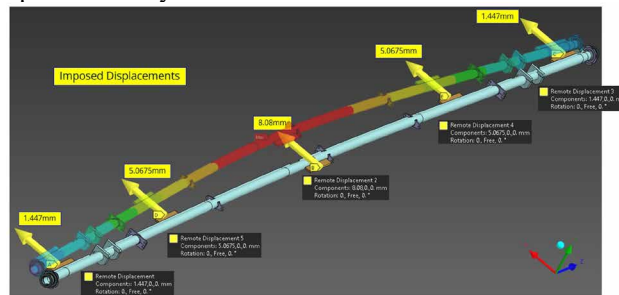 1.447mm
5.0675mm
Imposed Displacements
Remote Displacement 3
Components: 1.447,0.,0. mm
Rotation: 0., Free, 0. °
8.08mm
Remote Displacement 4
Components: 5.0675,0.,0. mm
Rotation: 0., Free, 0. °
5.0675mm
Remote Displacement 2
Components: 8.08,0.,0. mm
Rotation: 0., Free, 0. °
1.447mm
Remote Displacement 5
Components: 5.0675,0.,0. mm
Rotation: 0., Free, 0. °
Remote Displacement
Components: 1.447,0.,0. mm
Rotation: 0., Free, 0. °